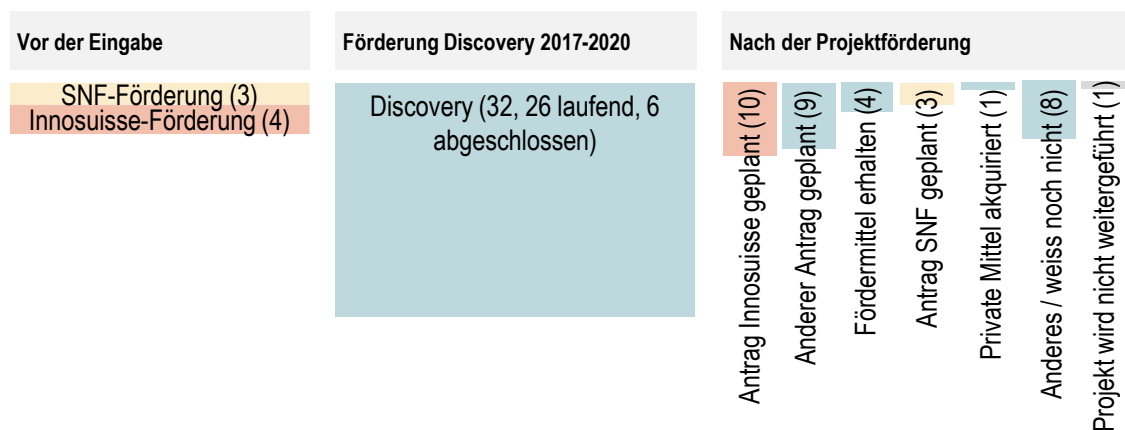 Vor der Eingabe
Förderung Discovery 2017-2020
Nach der Projektförderung
SNF-Förderung (3)
Innosuisse-Förderung (4)
Discovery (32, 26 laufend, 6
abgeschlossen)
Antrag Innosuisse geplant (10)
Anderer Antrag geplant (9)
Fördermittel erhalten (4)
Antrag SNF geplant (3)
Private Mittel akquiriert (1)
Anderes / weiss noch nicht (8)
Projekt wird nicht weitergeführt (1)